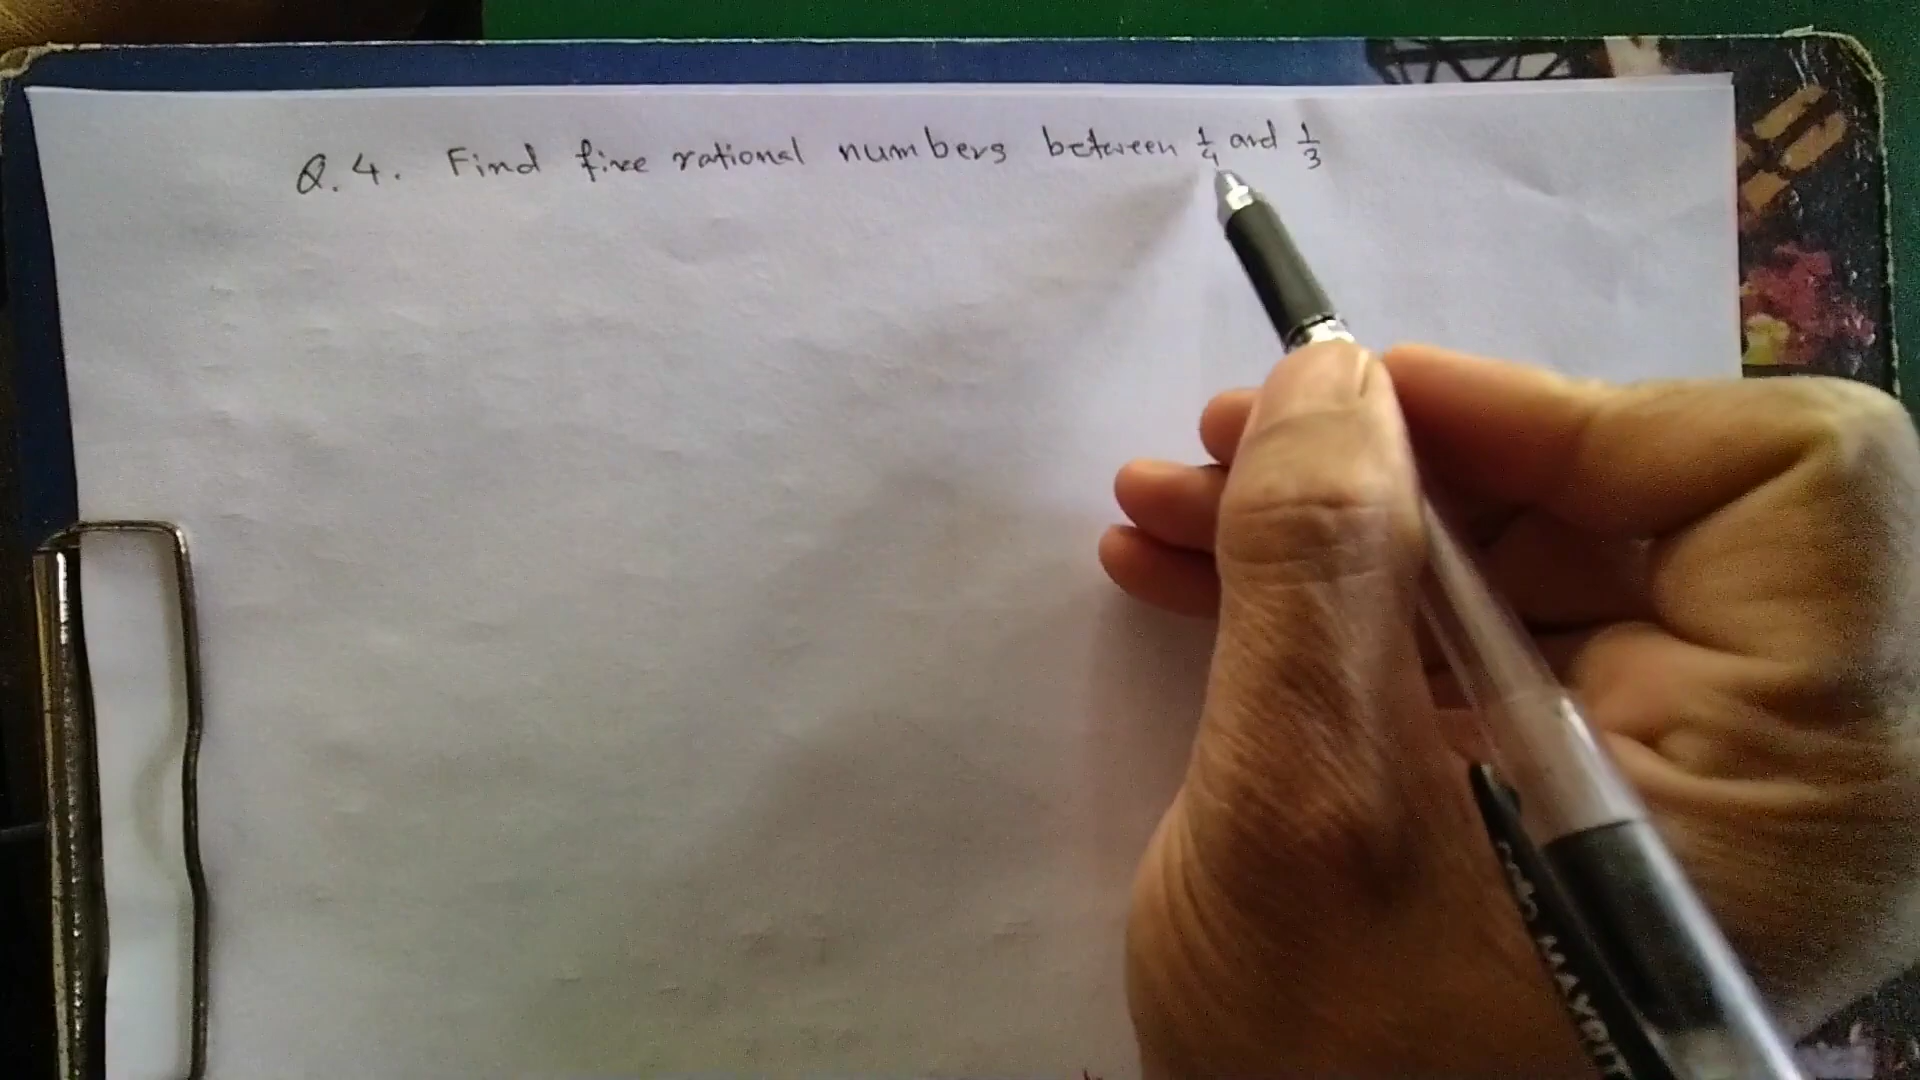 Q.4. Find five rational numbers between 1/4 and 1/3